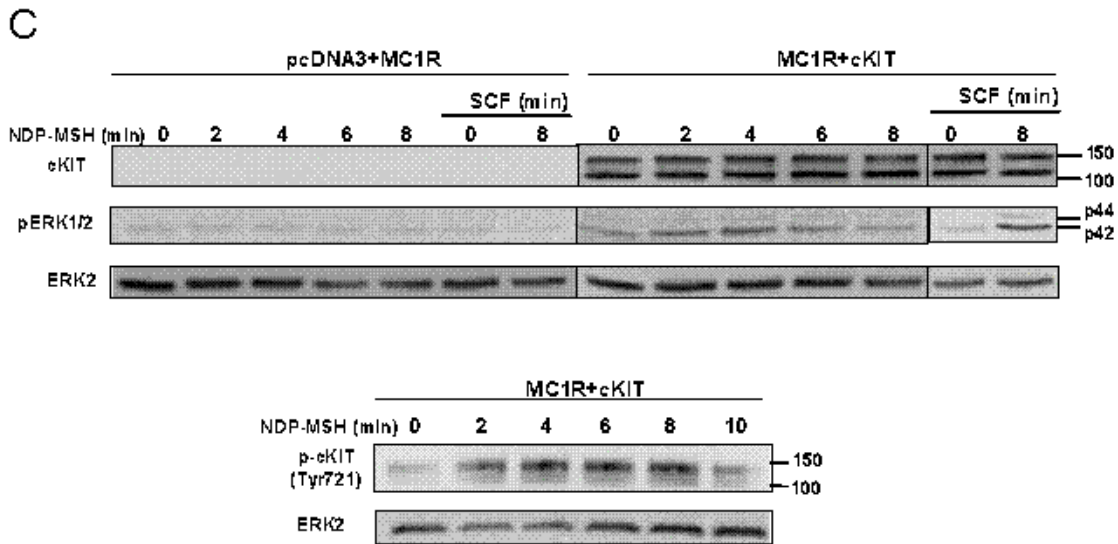 C
pcDNA3+MC1R MC1R+cKIT
SCF (min) SCF (min)
NDP-MSH (min) 0 2 4 6 8 0 8 0 2 4 6 8 0 8
cKIT 150
100
pERK1/2 p44
p42
ERK2
MC1R+cKIT
NDP-MSH (min) 0 2 4 6 8 10
p-cKIT 150
(Tyr721) 100
ERK2